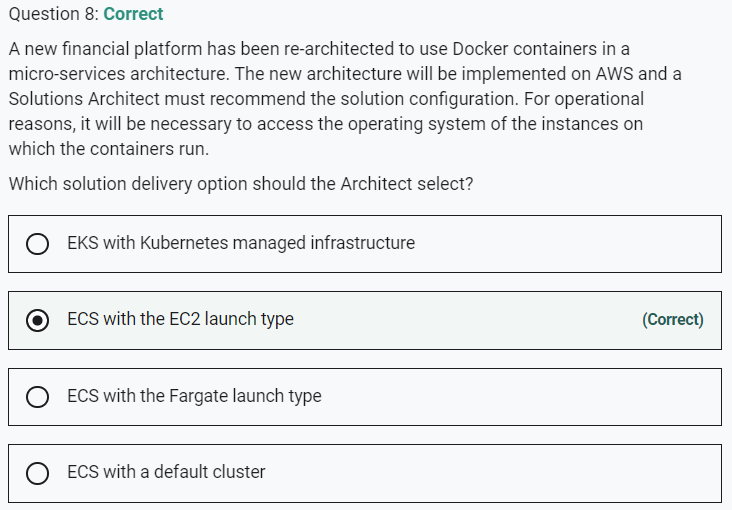 Question 8: Correct
A new financial platform has been re-architected to use Docker containers in a
micro-services architecture. The new architecture will be implemented on AWS and a
Solutions Architect must recommend the solution configuration. For operational
reasons, it will be necessary to access the operating system of the instances on
which the containers run.
Which solution delivery option should the Architect select?
EKS with Kubernetes managed infrastructure
ECS with the EC2 launch type (Correct)
ECS with the Fargate launch type
ECS with a default cluster